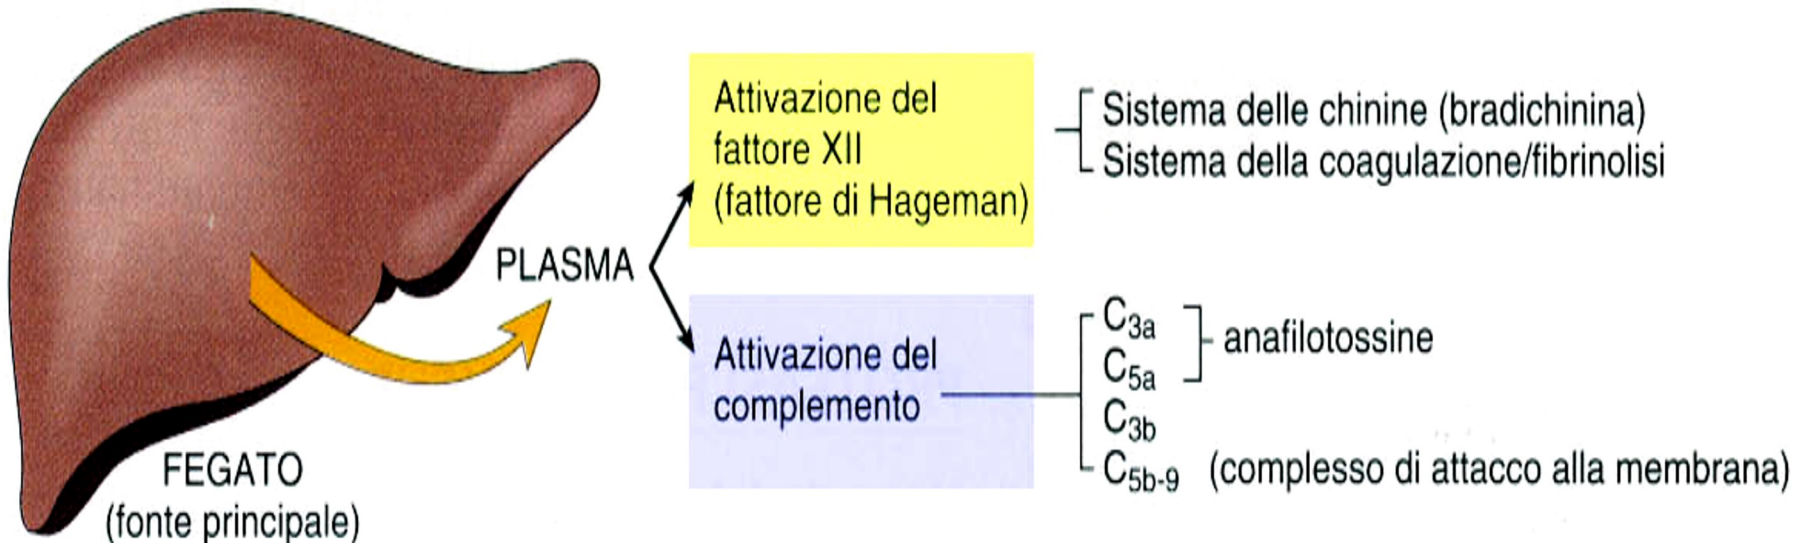 FEGATO
(fonte principale)
PLASMA
Attivazione del
fattore XII
(fattore di Hageman)
Sistema delle chinine (bradichinina)
Sistema della coagulazione/fibrinolisi
Attivazione del
complemento
C3a
C5a
anafilotossine
C3b
C5b-9 (complesso di attacco alla membrana)